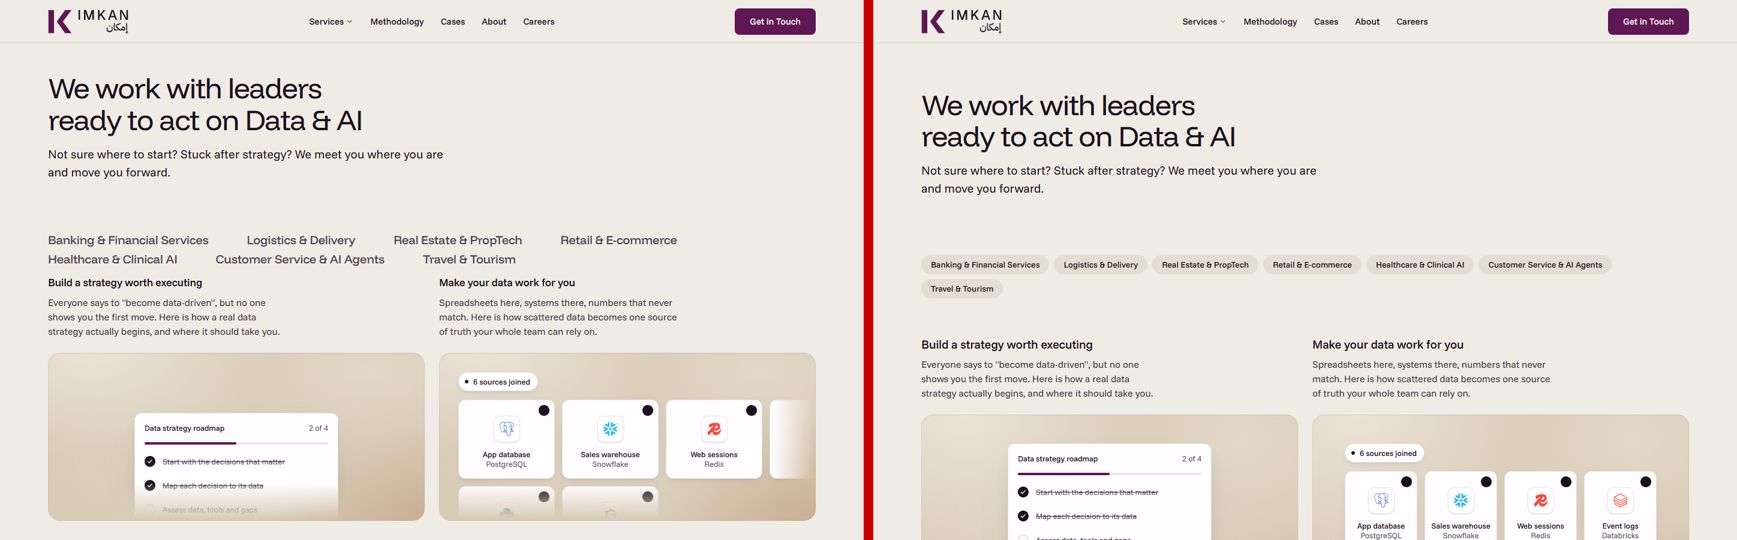 IMKAN
إمكان
Services
Methodology
Cases
About
Careers
Get in Touch
We work with leaders
ready to act on Data & AI
Not sure where to start? Stuck after strategy? We meet you where you are
and move you forward.
Banking & Financial Services
Logistics & Delivery
Real Estate & PropTech
Retail & E-commerce
Healthcare & Clinical AI
Customer Service & AI Agents
Travel & Tourism
Build a strategy worth executing
Everyone says to "become data-driven", but no one
shows you the first move. Here is how a real data
strategy actually begins, and where it should take you.
Make your data work for you
Spreadsheets here, systems there, numbers that never
match. Here is how scattered data becomes one source
of truth your whole team can rely on.
Data strategy roadmap
2 of 4
Start with the decisions that matter
Map each decision to its data
Assess data, tools and gaps
6 sources joined
App database
PostgreSQL
Sales warehouse
Snowflake
Web sessions
Redis
IMKAN
إمكان
Services
Methodology
Cases
About
Careers
Get in Touch
We work with leaders
ready to act on Data & AI
Not sure where to start? Stuck after strategy? We meet you where you are
and move you forward.
Banking & Financial Services
Logistics & Delivery
Real Estate & PropTech
Retail & E-commerce
Healthcare & Clinical AI
Customer Service & AI Agents
Travel & Tourism
Build a strategy worth executing
Everyone says to "become data-driven", but no one
shows you the first move. Here is how a real data
strategy actually begins, and where it should take you.
Make your data work for you
Spreadsheets here, systems there, numbers that never
match. Here is how scattered data becomes one source
of truth your whole team can rely on.
Data strategy roadmap
2 of 4
Start with the decisions that matter
Map each decision to its data
Assess data, tools and gaps
6 sources joined
App database
PostgreSQL
Sales warehouse
Snowflake
Web sessions
Redis
Event logs
Databricks